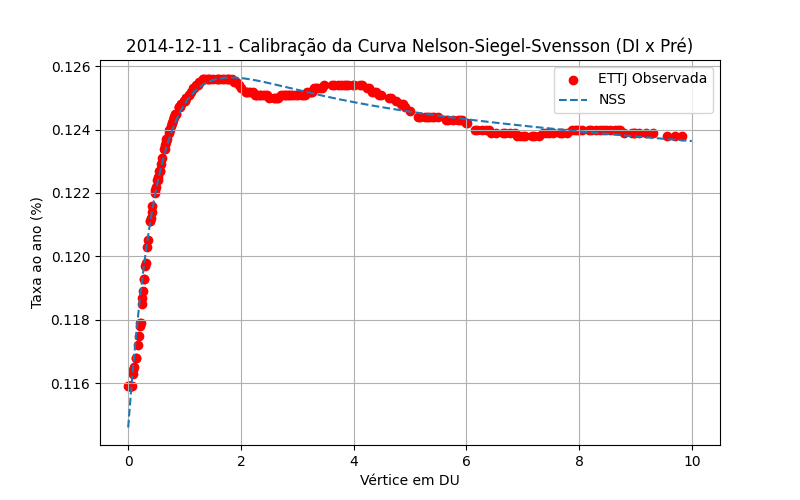 2014-12-11 - Calibração da Curva Nelson-Siegel-Svensson (DI x Pré)
ETTJ Observada
NSS
Taxa ao ano (%)
0.126
0.124
0.122
0.120
0.118
0.116
0
2
4
6
8
10
Vértice em DU